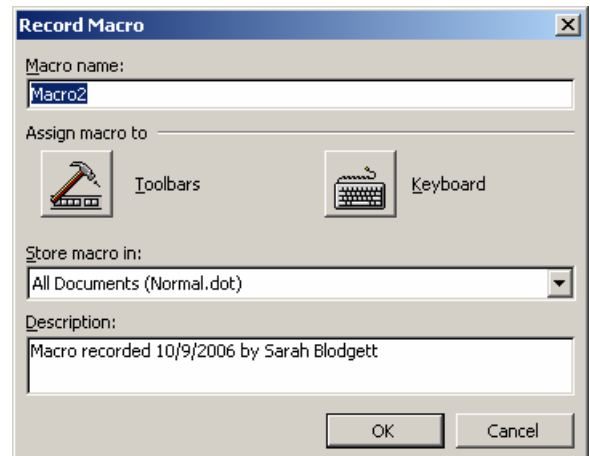 Record Macro
Macro name:
Macro2
Assign macro to
Toolbars
Keyboard
Store macro in:
All Documents (Normal.dot)
Description:
Macro recorded 10/9/2006 by Sarah Blodgett
OK
Cancel